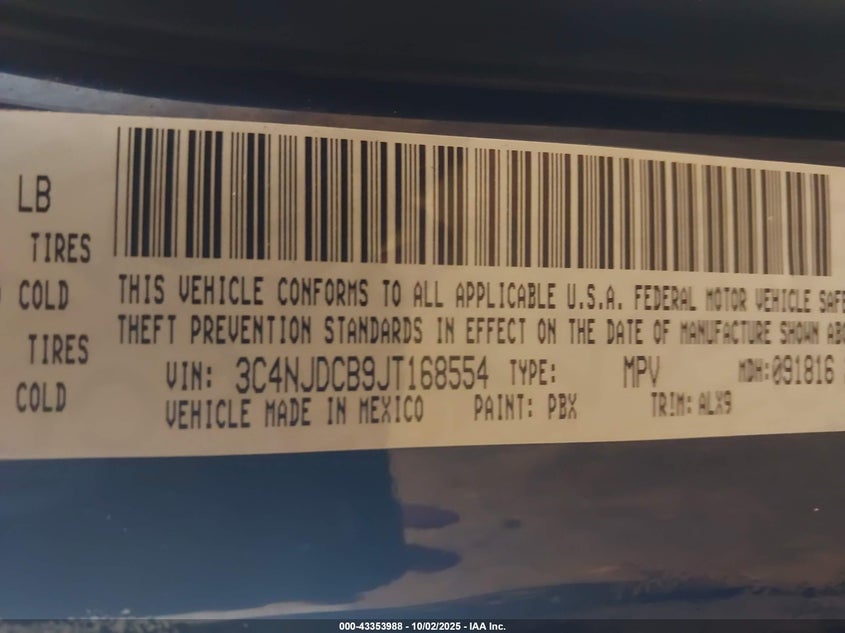 LB
TIRES
COLD
TIRES
COLD
THIS VEHICLE CONFORMS TO ALL APPLICABLE U.S.A. FEDERAL MOTOR VEHICLE SAFE
THEFT PREVENTION STANDARDS IN EFFECT ON THE DATE OF MANUFACTURE SHOWN ABO
VIN: 3C4NJDCB9JT168554 TYPE: MPV MDH:091816
VEHICLE MADE IN MEXICO PAINT: PBX TRIM: ALX9
000-43353988 - 10/02/2025 - IAA Inc.